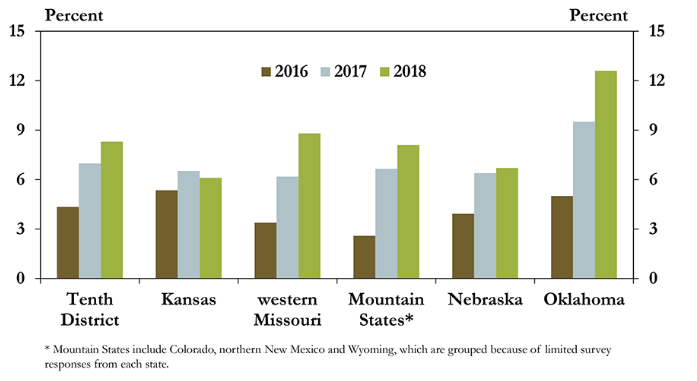 Percent Percent
15 15
2016 2017 2018
12 12
9 9
6 6
3 3
0 0
Tenth District Kansas western Missouri Mountain States* Nebraska Oklahoma
* Mountain States include Colorado, northern New Mexico and Wyoming, which are grouped because of limited survey
responses from each state.